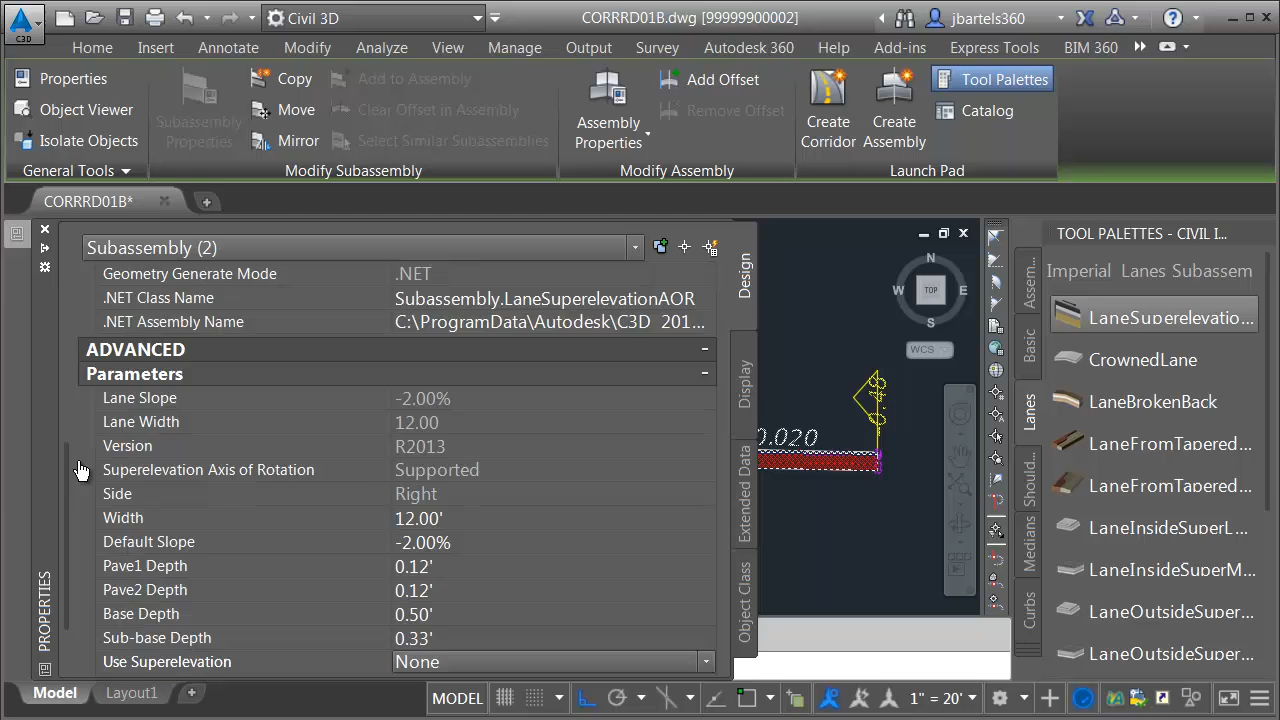 C3D
Civil 3D
CORRRD01B.dwg [99999900002]
jbartels360
Home Insert Annotate Modify Analyze View Manage Output Survey Autodesk 360 Help Add-ins Express Tools BIM 360
Properties
Object Viewer
Isolate Objects
General Tools
Subassembly
Properties
Copy
Move
Mirror
Add to Assembly
Clear Offset in Assembly
Select Similar Subassemblies
Modify Subassembly
Assembly
Properties
Add Offset
Remove Offset
Modify Assembly
Create
Corridor
Create
Assembly
Tool Palettes
Catalog
Launch Pad
CORRRD01B*
Subassembly (2)
Geometry Generate Mode .NET
.NET Class Name Subassembly.LaneSuperelevationAOR
.NET Assembly Name C:\ProgramData\Autodesk\C3D 201...
ADVANCED
Parameters
Lane Slope -2.00%
Lane Width 12.00
Version R2013
Superelevation Axis of Rotation Supported
Side Right
Width 12.00'
Default Slope -2.00%
Pave1 Depth 0.12'
Pave2 Depth 0.12'
Base Depth 0.50'
Sub-base Depth 0.33'
Use Superelevation None
PROPERTIES
Design
Display
Extended Data
Object Class
N
W TOP E
S
WCS
0.020
TOOL PALETTES - CIVIL I...
Imperial Lanes Subassem
LaneSuperelevatio...
CrownedLane
LaneBrokenBack
LaneFromTapered...
LaneFromTapered...
LaneInsideSuperL...
LaneInsideSuperM...
LaneOutsideSuper...
LaneOutsideSuper...
Assem...
Basic
Lanes
Should...
Medians
Curbs
Model Layout1
MODEL
1" = 20'